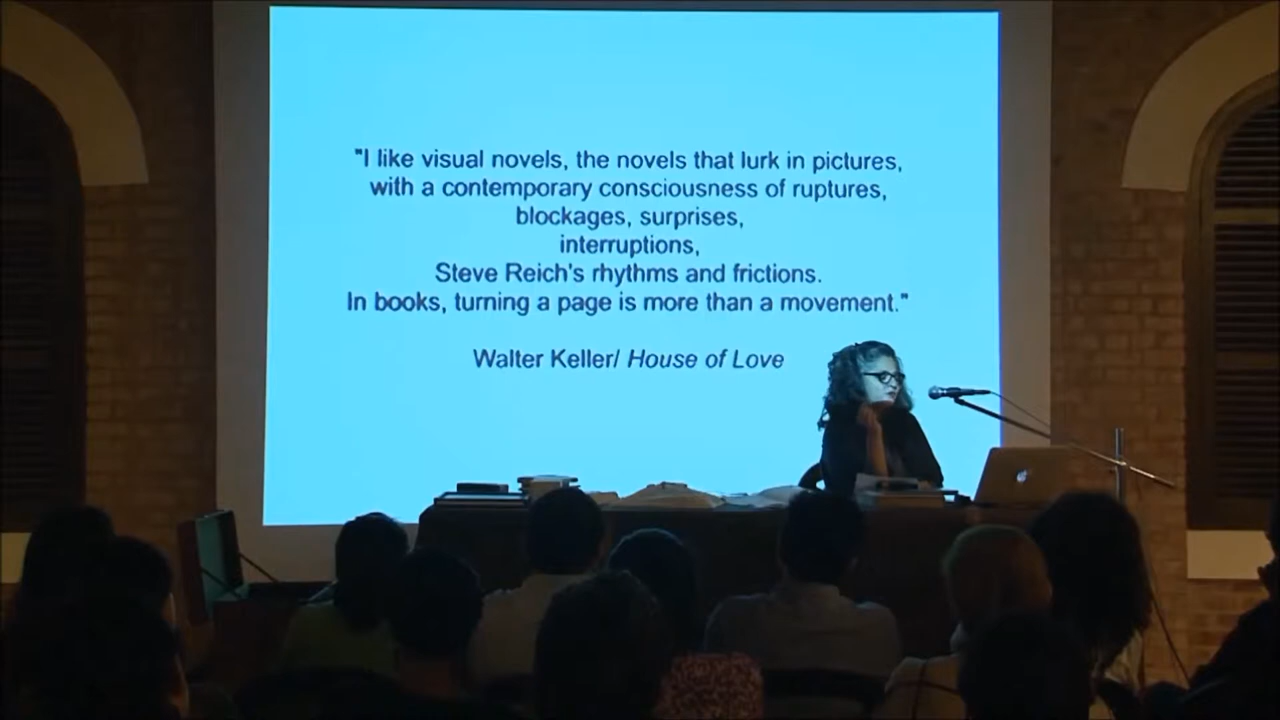 "I like visual novels, the novels that lurk in pictures,
with a contemporary consciousness of ruptures,
blockages, surprises,
interruptions,
Steve Reich's rhythms and frictions.
In books, turning a page is more than a movement."
Walter Keller/ House of Love